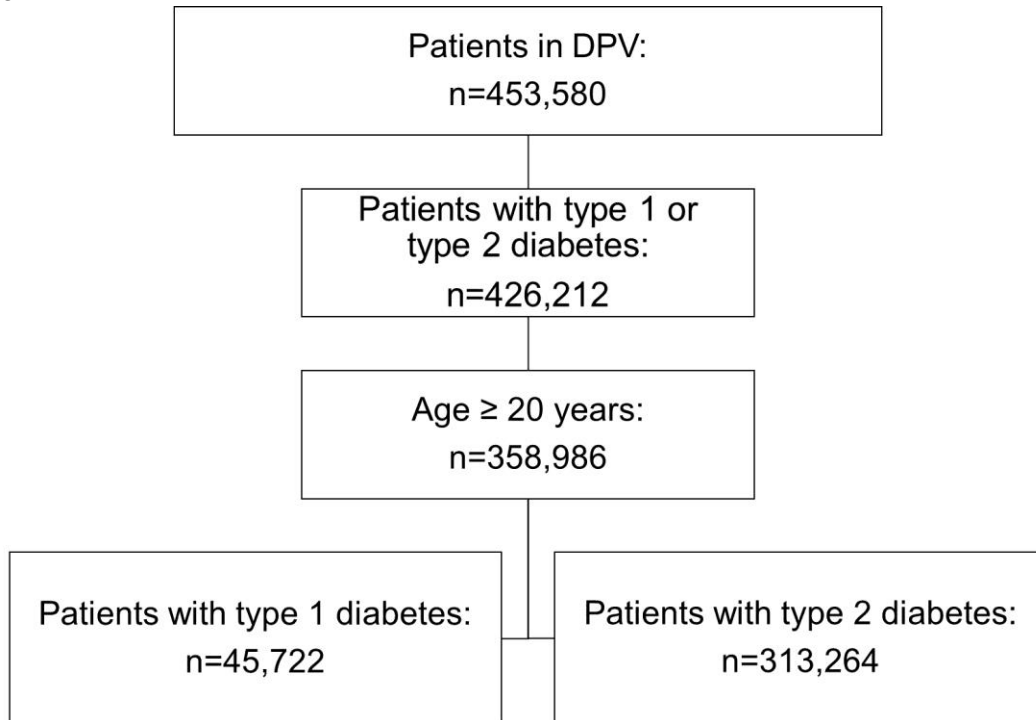 Patients in DPV:
n=453,580
Patients with type 1 or
type 2 diabetes:
n=426,212
Age ≥ 20 years:
n=358,986
Patients with type 1 diabetes:
n=45,722
Patients with type 2 diabetes:
n=313,264